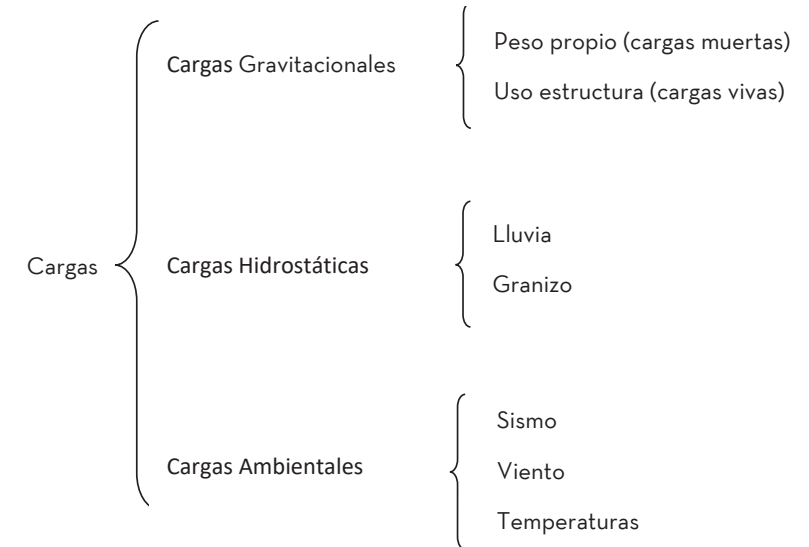 Cargas
Cargas Gravitacionales
Peso propio (cargas muertas)
Uso estructura (cargas vivas)
Cargas Hidrostáticas
Lluvia
Granizo
Cargas Ambientales
Sismo
Viento
Temperaturas